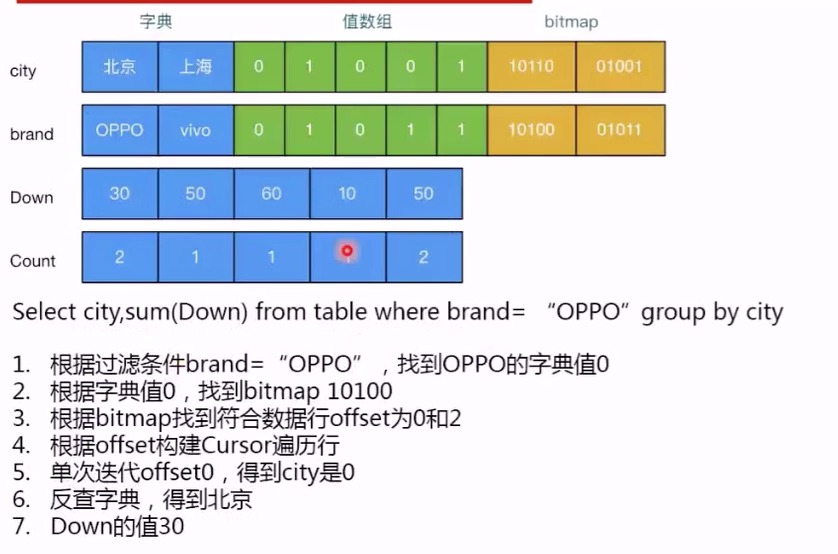 字典 值数组 bitmap
city 北京 上海 0 1 0 0 1 10110 01001
brand OPPO vivo 0 1 0 1 1 10100 01011
Down 30 50 60 10 50
Count 2 1 1 2
Select city,sum(Down) from table where brand= “OPPO”group by city
1. 根据过滤条件brand=“OPPO”，找到OPPO的字典值0
2. 根据字典值0，找到bitmap 10100
3. 根据bitmap找到符合数据行offset为0和2
4. 根据offset构建Cursor遍历行
5. 单次迭代offset0，得到city是0
6. 反查字典，得到北京
7. Down的值30